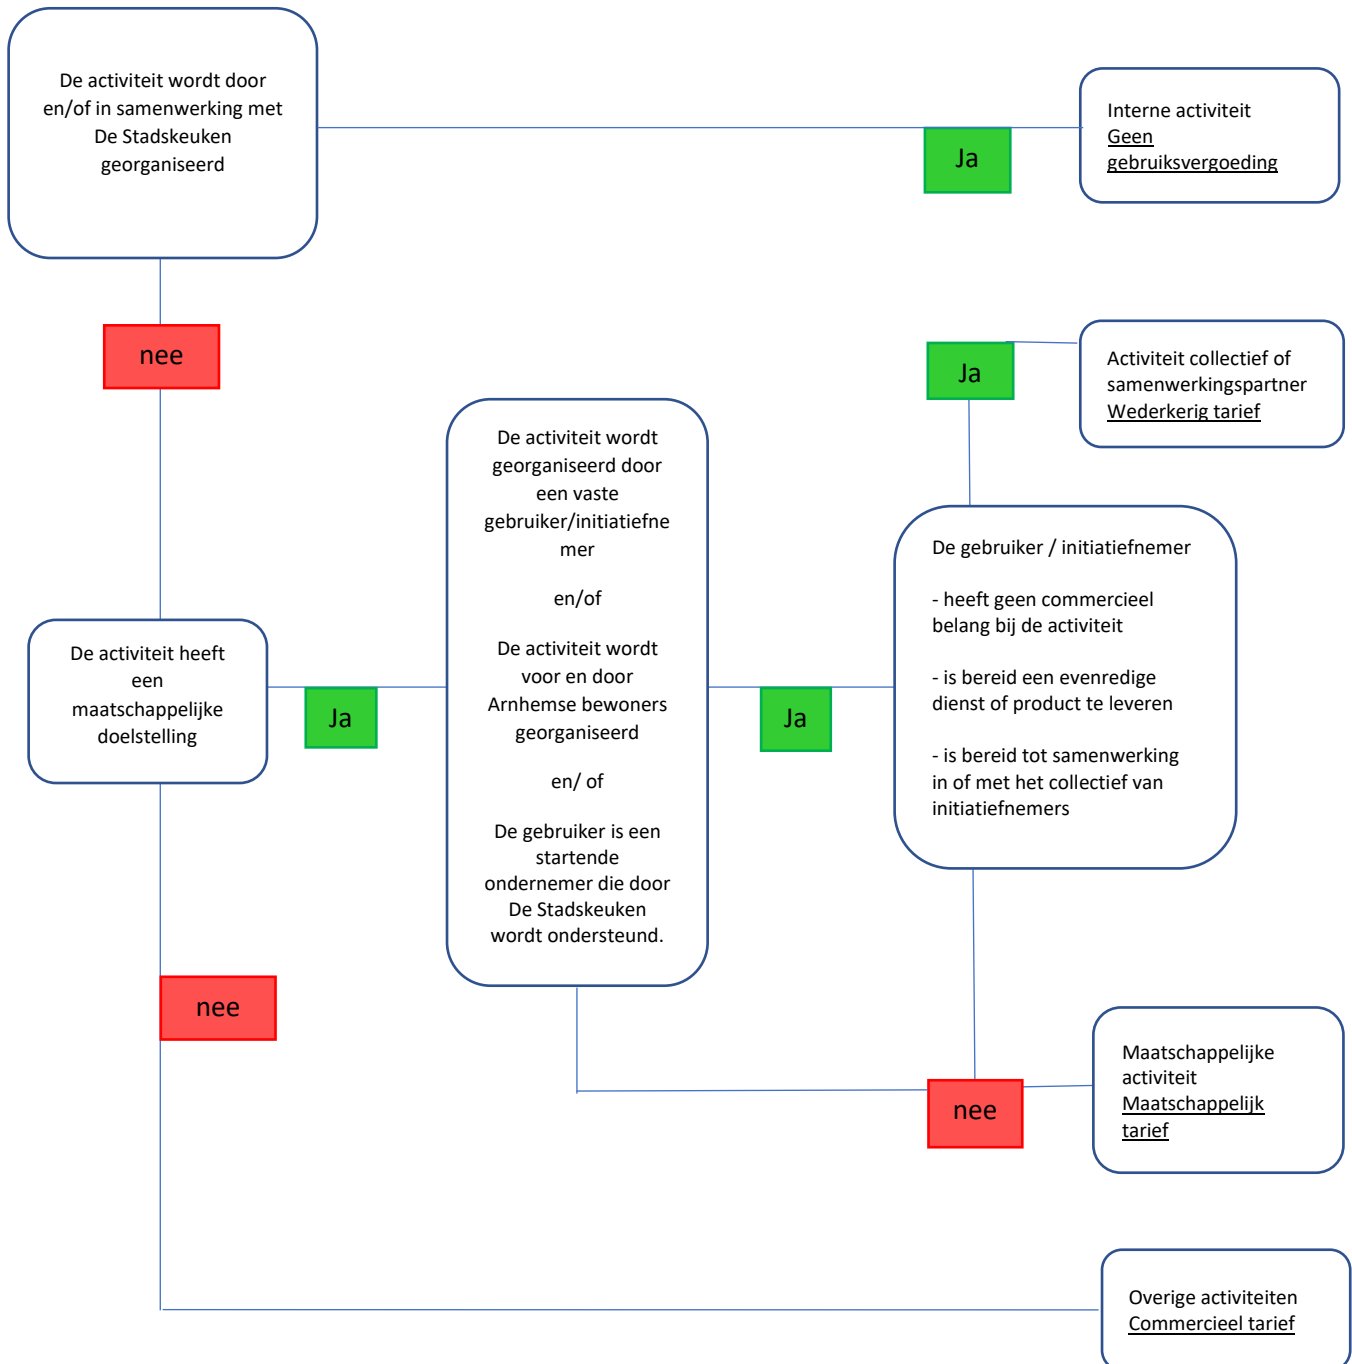 De activiteit wordt door
en/of in samenwerking met
De Stadskeuken
georganiseerd
Ja
Interne activiteit
Geen
gebruiksvergoeding
nee
Ja
Activiteit collectief of
samenwerkingspartner
Wederkerig tarief
De activiteit wordt
georganiseerd door
een vaste
gebruiker/initiatiefne
mer
en/of
De activiteit wordt
voor en door
Arnhemse bewoners
georganiseerd
en/ of
De gebruiker is een
startende
ondernemer die door
De Stadskeuken
wordt ondersteund.
De gebruiker / initiatiefnemer
- heeft geen commercieel
belang bij de activiteit
- is bereid een evenredige
dienst of product te leveren
- is bereid tot samenwerking
in of met het collectief van
initiatiefnemers
De activiteit heeft
een
maatschappelijke
doelstelling
Ja
Ja
nee
nee
Maatschappelijke
activiteit
Maatschappelijk
tarief
Overige activiteiten
Commercieel tarief